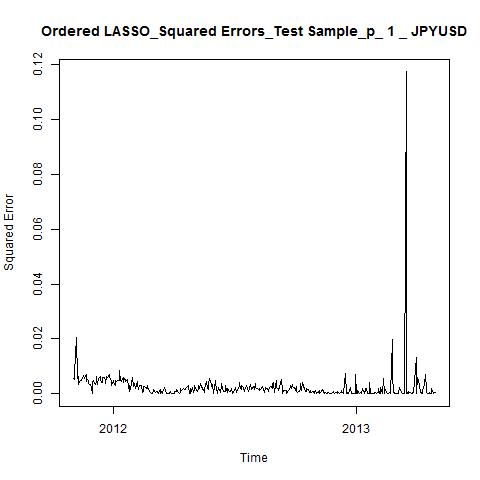 Ordered LASSO_Squared Errors_Test Sample_p_ 1 _ JPYUSD
0.12
0.10
0.08
0.06
0.04
0.02
0.00
Squared Error
2012 2013
Time